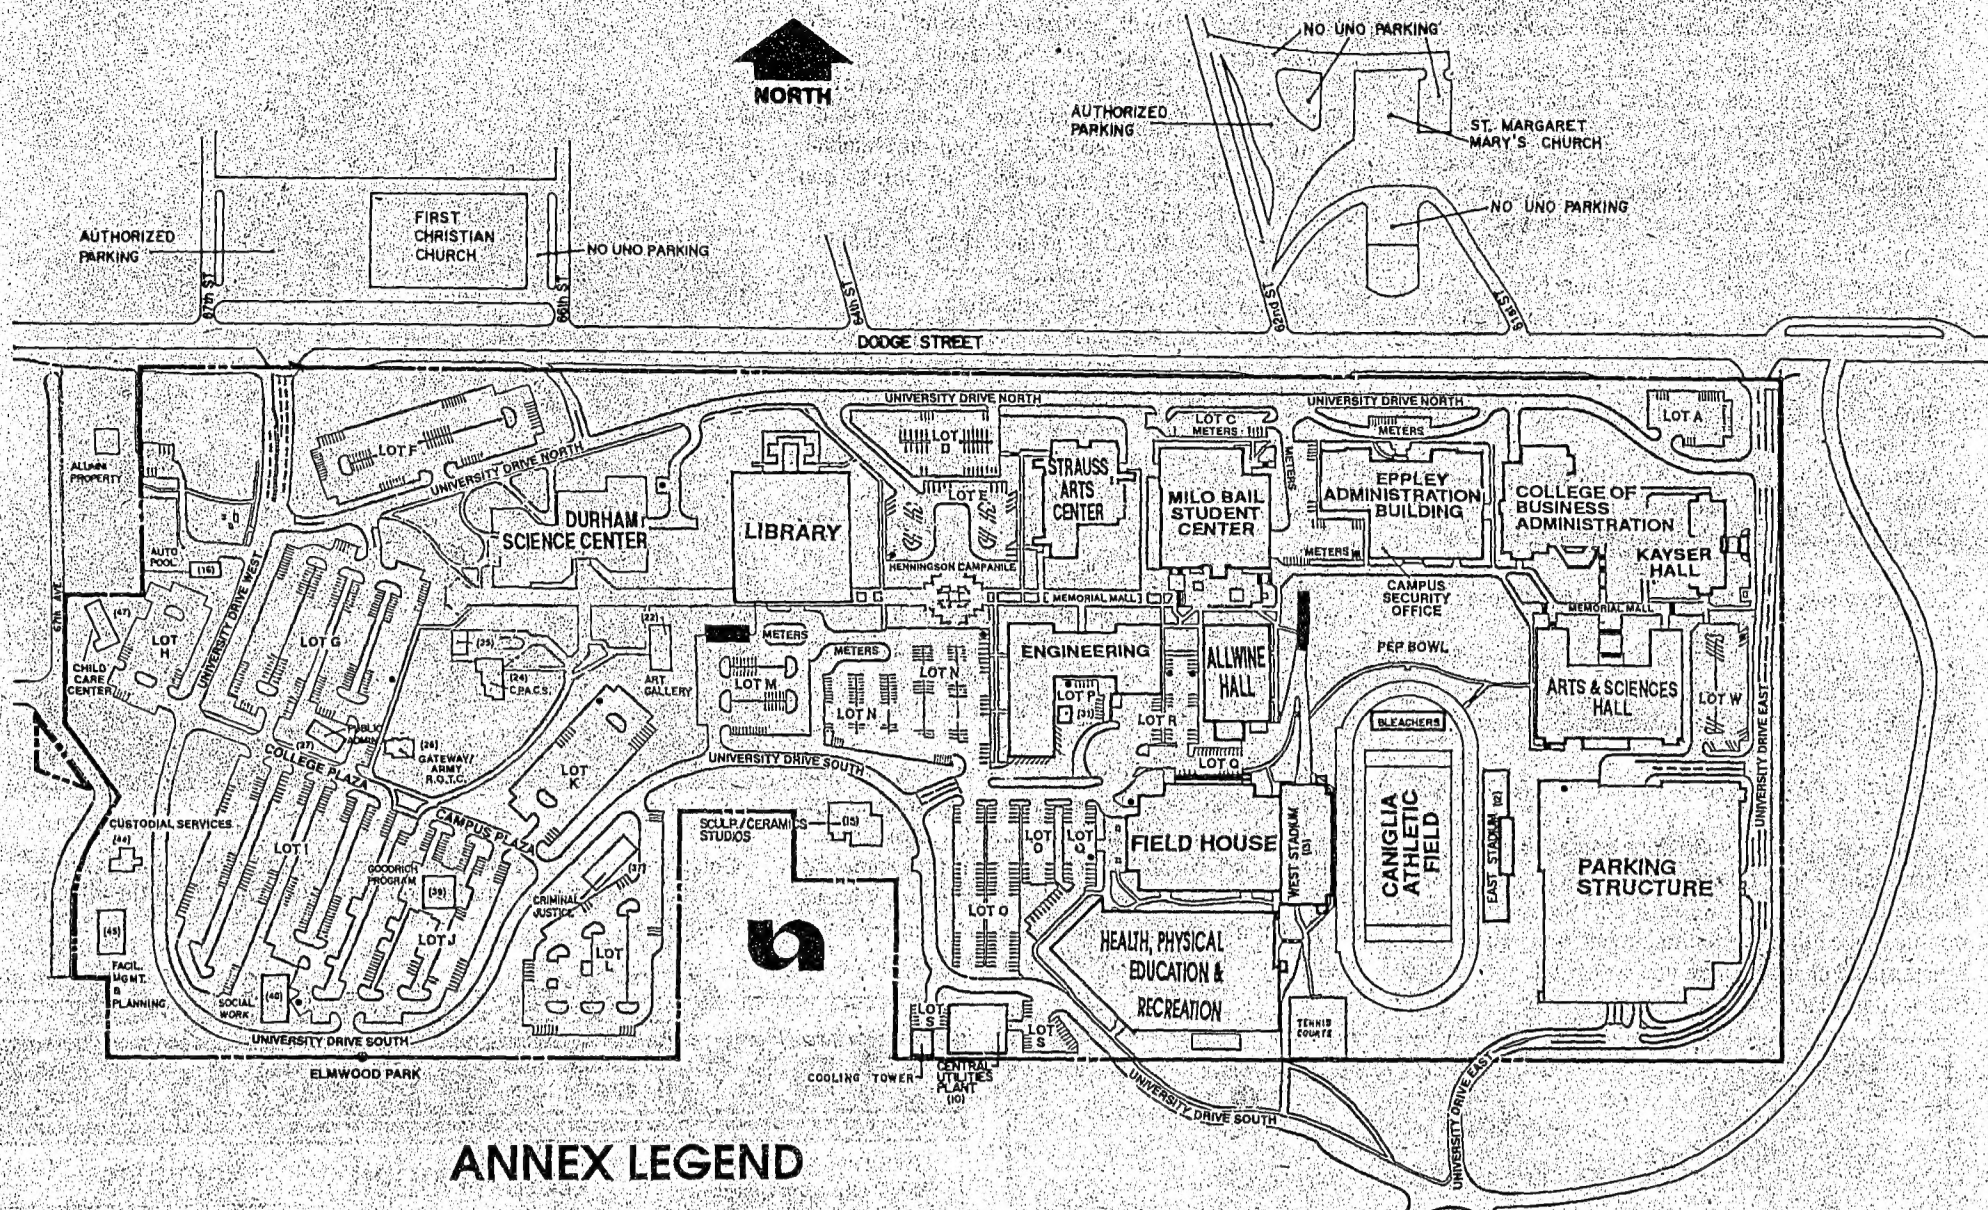 NORTH
NO UNO PARKING
AUTHORIZED
PARKING
ST. MARGARET
MARY'S CHURCH
NO UNO PARKING
AUTHORIZED
PARKING
FIRST
CHRISTIAN
CHURCH
NO UNO PARKING
67th ST
66th ST
64th ST
62nd ST
61st ST
DODGE STREET
UNIVERSITY DRIVE NORTH
UNIVERSITY DRIVE NORTH
LOT C
METERS
METERS
LOT A
LOT F
UNIVERSITY DRIVE NORTH
LOT
D
ALUMNI
PROPERTY
STRAUSS
ARTS
CENTER
METERS
MILO BAIL
STUDENT
CENTER
EPPLEY
ADMINISTRATION
BUILDING
COLLEGE OF
BUSINESS
ADMINISTRATION
KAYSER
HALL
LOT E
DURHAM
SCIENCE CENTER
LIBRARY
METERS
AUTO
POOL
(16)
HENNINGSON CAMPANILE
CAMPUS
SECURITY
OFFICE
67th AVE
UNIVERSITY DRIVE WEST
MEMORIAL MALL
MEMORIAL MALL
(47)
LOT
H
LOT G
(25)
(22)
METERS
METERS
PEP BOWL
CHILD
CARE
CENTER
(24)
C.P.A.C.S.
ART
GALLERY
LOT M
LOT N
LOT N
ENGINEERING
LOT P
(31)
ALLWINE
HALL
LOT R
ARTS & SCIENCES
HALL
LOT W
BLEACHERS
PUBLIC
ADMIN.
(27)
(26)
GATEWAY/
ARMY
R.O.T.C.
COLLEGE PLAZA
LOT
K
UNIVERSITY DRIVE SOUTH
LOT Q
UNIVERSITY DRIVE EAST
CUSTODIAL SERVICES
(44)
LOT I
CAMPUS PLAZA
SCULP./CERAMICS
STUDIOS
(15)
LOT
O
LOT
FIELD HOUSE
WEST STADIUM
(13)
CANIGLIA
ATHLETIC
FIELD
EAST STADIUM (12)
PARKING
STRUCTURE
GOODRICH
PROGRAM
(39)
(37)
CRIMINAL
JUSTICE
LOT O
(45)
LOT J
LOT
L
HEALTH, PHYSICAL
EDUCATION &
RECREATION
FACIL.
MGMT.
&
PLANNING
SOCIAL
WORK
(40)
LOT
S
LOT
S
TENNIS
COURTS
UNIVERSITY DRIVE SOUTH
ELMWOOD PARK
COOLING TOWER
CENTRAL
UTILITIES
PLANT
(10)
UNIVERSITY DRIVE SOUTH
UNIVERSITY DRIVE EAST
ANNEX LEGEND